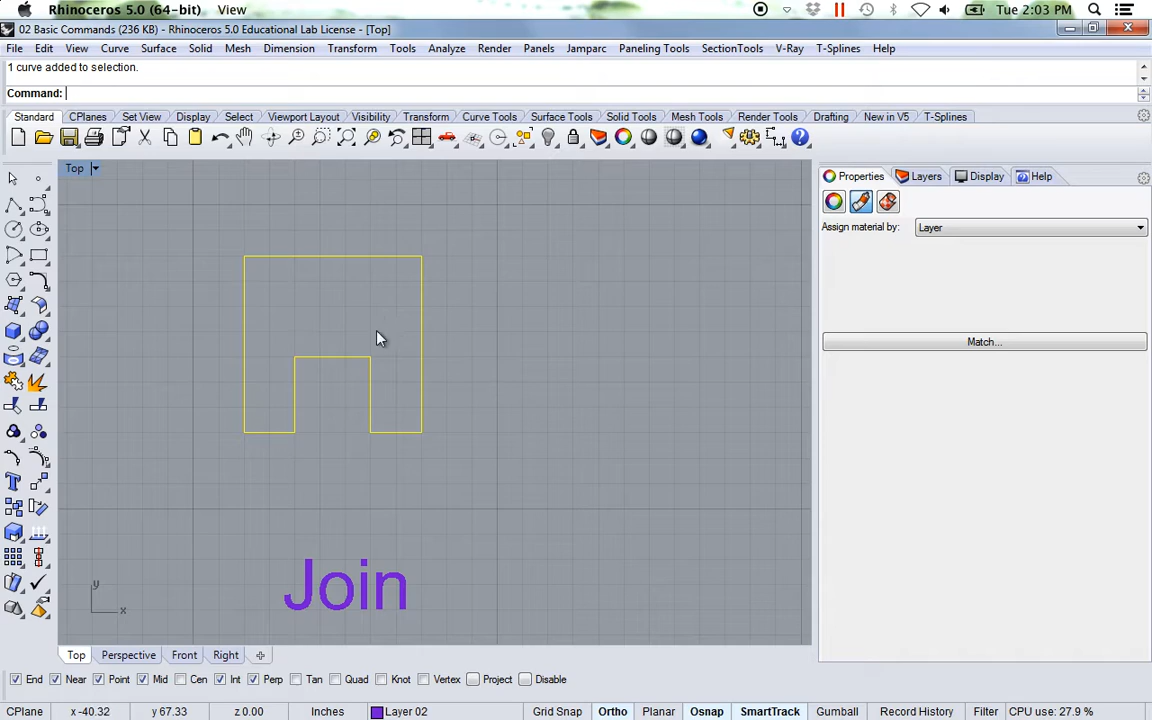 Rhinoceros 5.0 (64-bit) View Tue 2:03 PM
02 Basic Commands (236 KB) - Rhinoceros 5.0 Educational Lab License - [Top]
File Edit View Curve Surface Solid Mesh Dimension Transform Tools Analyze Render Panels Jamparc Paneling Tools SectionTools V-Ray T-Splines Help
1 curve added to selection.
Command:
Standard CPlanes Set View Display Select Viewport Layout Visibility Transform Curve Tools Surface Tools Solid Tools Mesh Tools Render Tools Drafting New in V5 T-Splines
Top
Properties Layers Display Help
Assign material by: Layer
Match...
Join
y
x
Top Perspective Front Right
End Near Point Mid Cen Int Perp Tan Quad Knot Vertex Project Disable
CPlane x -40.32 y 67.33 z 0.00 Inches Layer 02 Grid Snap Ortho Planar Osnap SmartTrack Gumball Record History Filter CPU use: 27.9 %